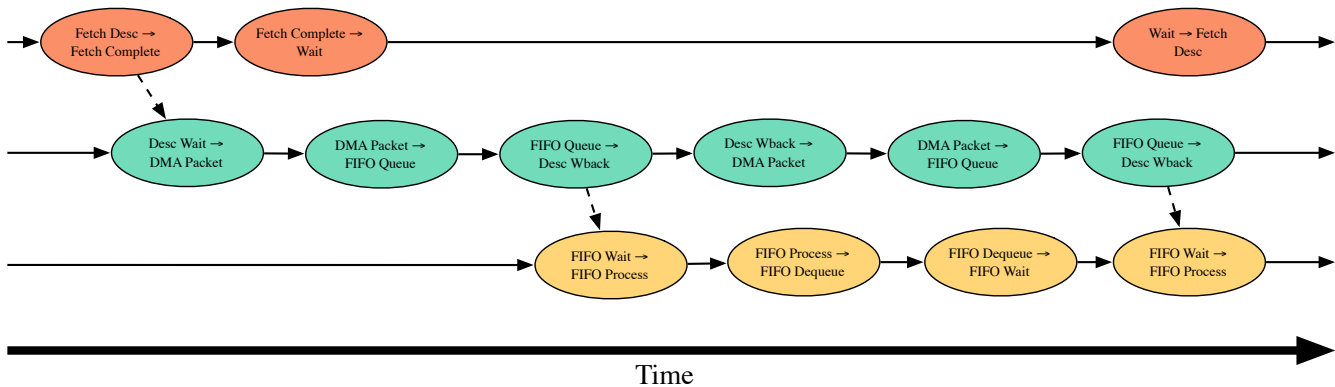 Fetch Desc →
Fetch Complete
Fetch Complete →
Wait
Wait → Fetch
Desc
Desc Wait →
DMA Packet
DMA Packet →
FIFO Queue
FIFO Queue →
Desc Wback
Desc Wback →
DMA Packet
DMA Packet →
FIFO Queue
FIFO Queue →
Desc Wback
FIFO Wait →
FIFO Process
FIFO Process →
FIFO Dequeue
FIFO Dequeue →
FIFO Wait
FIFO Wait →
FIFO Process
Time